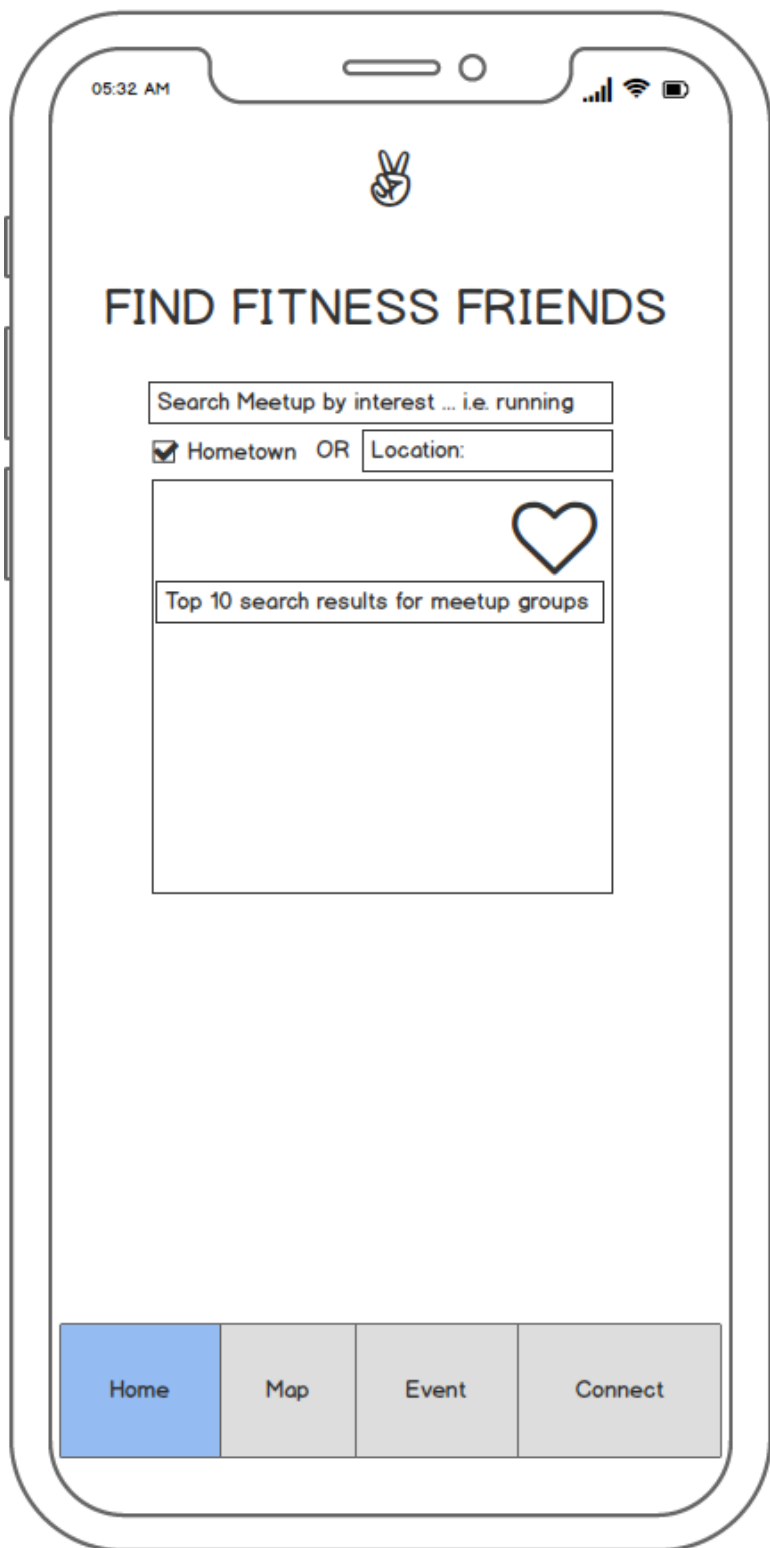 05:32 AM
FIND FITNESS FRIENDS
Search Meetup by interest ... i.e. running
Hometown OR Location:
Top 10 search results for meetup groups
Home Map Event Connect